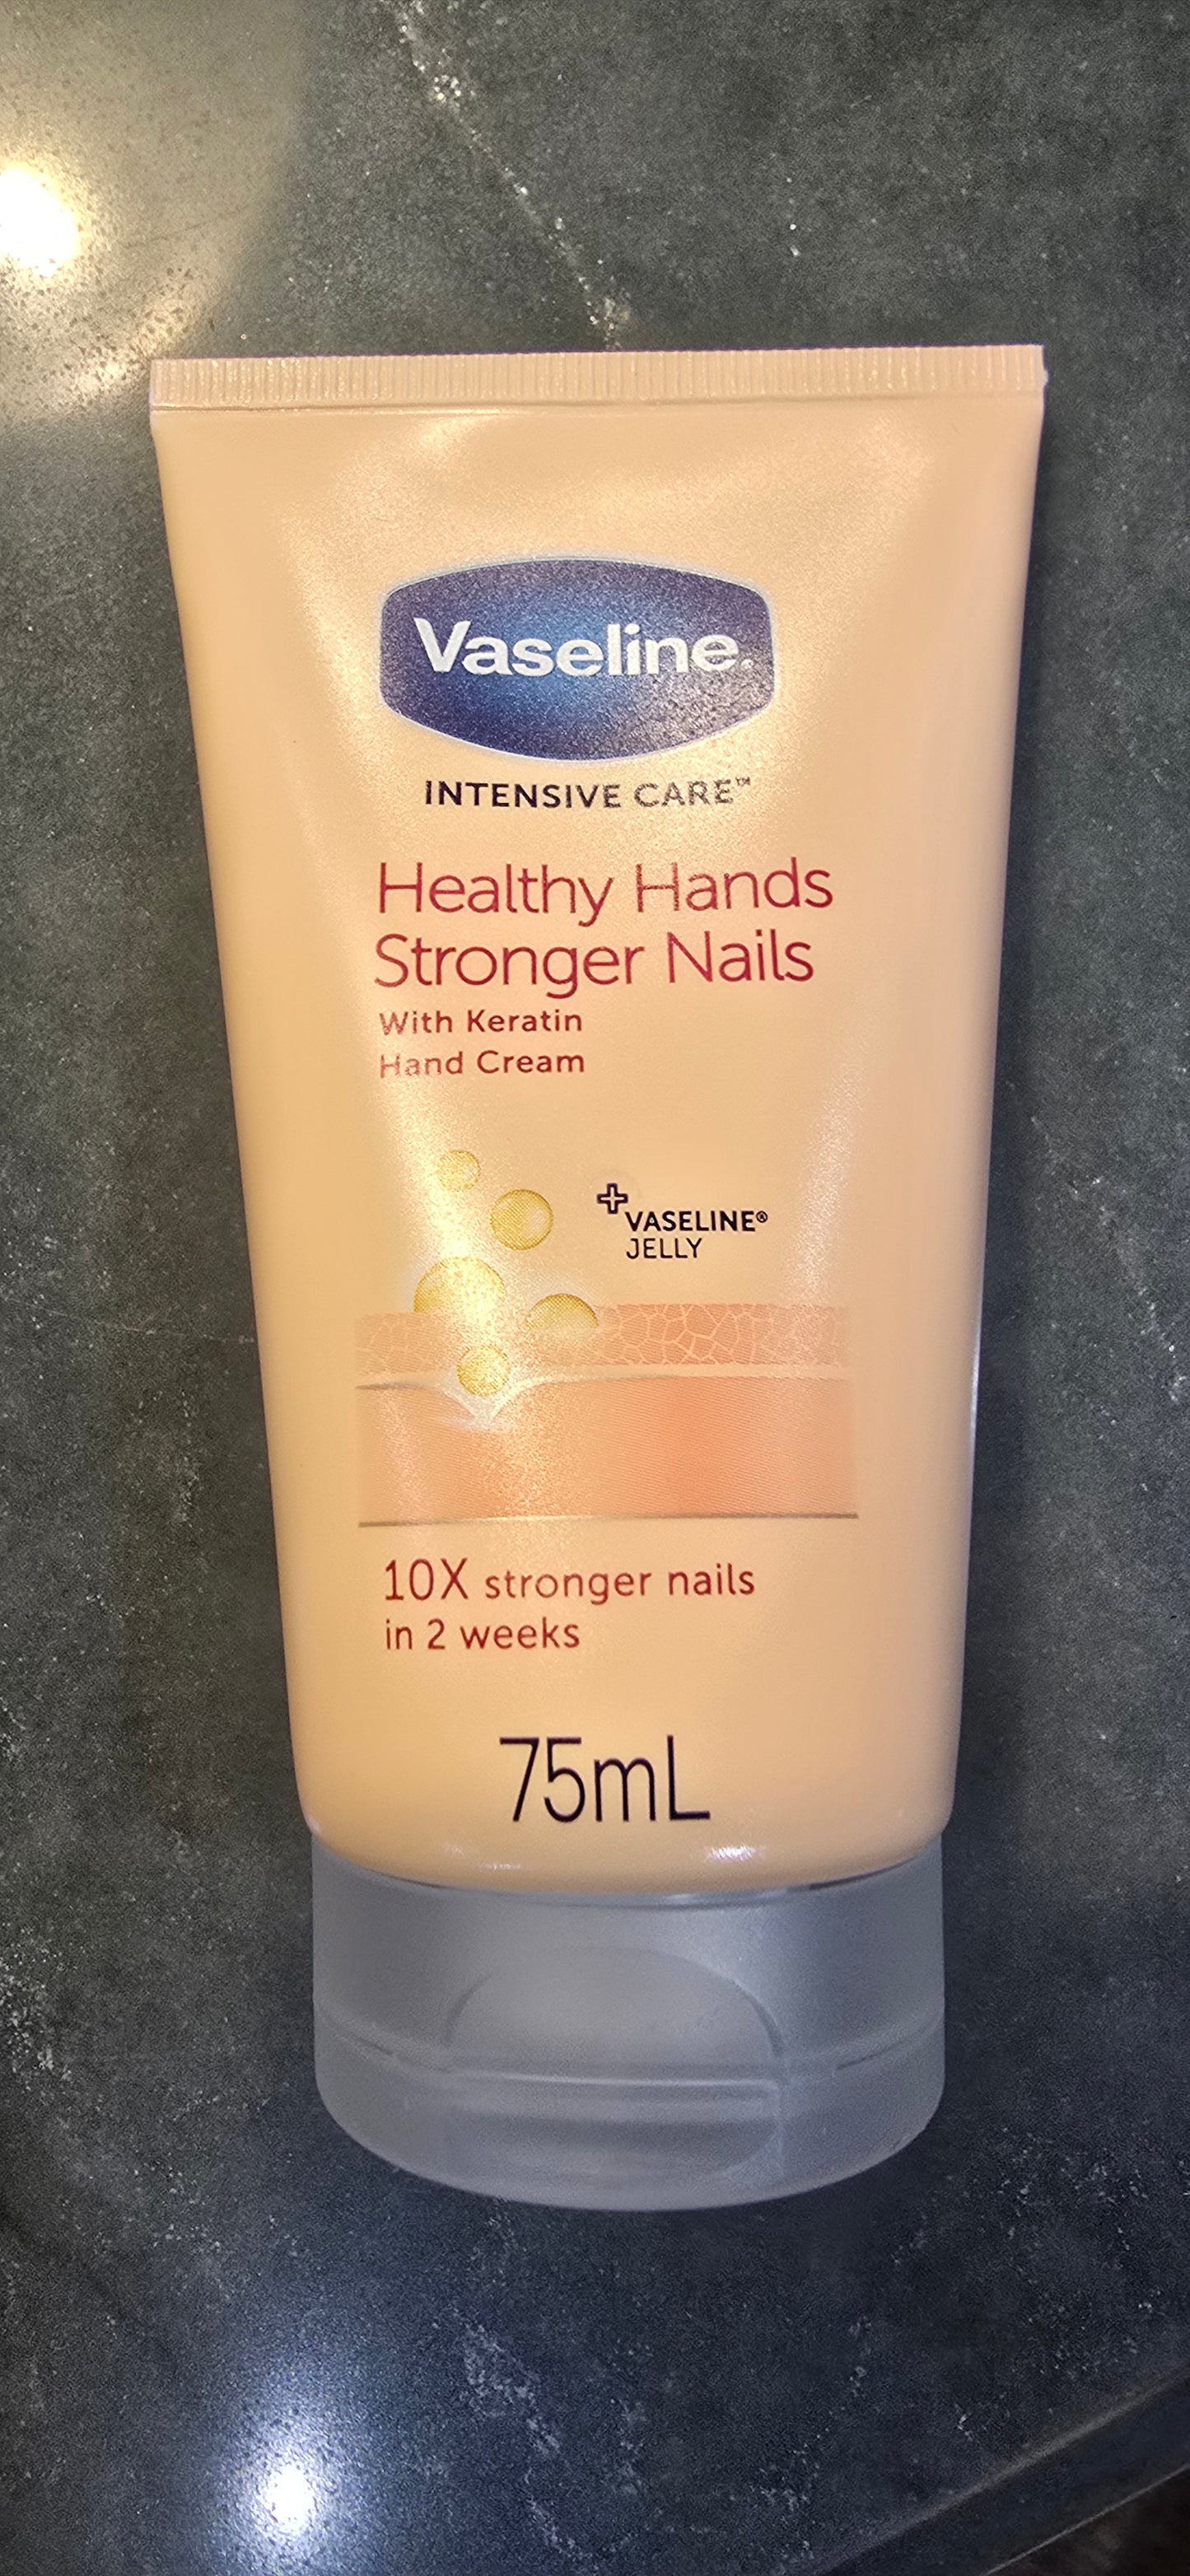 Vaseline.
INTENSIVE CARE™
Healthy Hands
Stronger Nails
With Keratin
Hand Cream
VASELINE®
JELLY
10X stronger nails
in 2 weeks
75mL